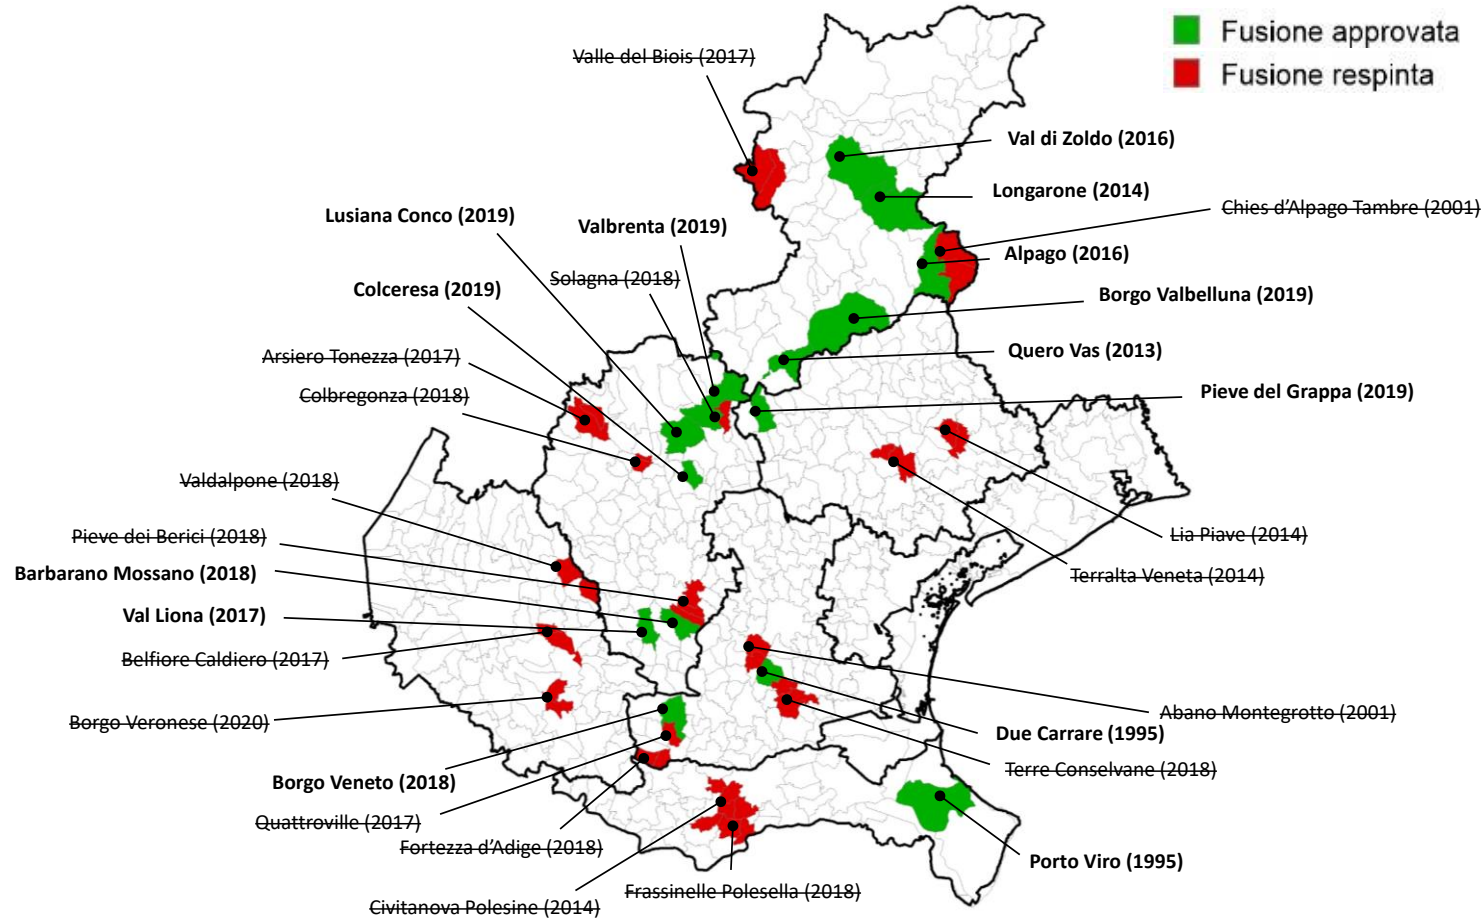 Fusione approvata
Fusione respinta
Valle del Biois (2017)
Val di Zoldo (2016)
Longarone (2014)
Chies d'Alpago Tambre (2001)
Lusiana Conco (2019)
Valbrenta (2019)
Alpago (2016)
Solagna (2018)
Colceresa (2019)
Borgo Valbelluna (2019)
Arsiero Tonezza (2017)
Quero Vas (2013)
Colbregonza (2018)
Pieve del Grappa (2019)
Valdalpone (2018)
Pieve dei Berici (2018)
Lia Piave (2014)
Barbarano Mossano (2018)
Terralta Veneta (2014)
Val Liona (2017)
Belfiore Caldiero (2017)
Borgo Veronese (2020)
Abano Montegrotto (2001)
Due Carrare (1995)
Terre Conselvane (2018)
Borgo Veneto (2018)
Quattroville (2017)
Fortezza d'Adige (2018)
Porto Viro (1995)
Frassinelle Polesella (2018)
Civitanova Polesine (2014)